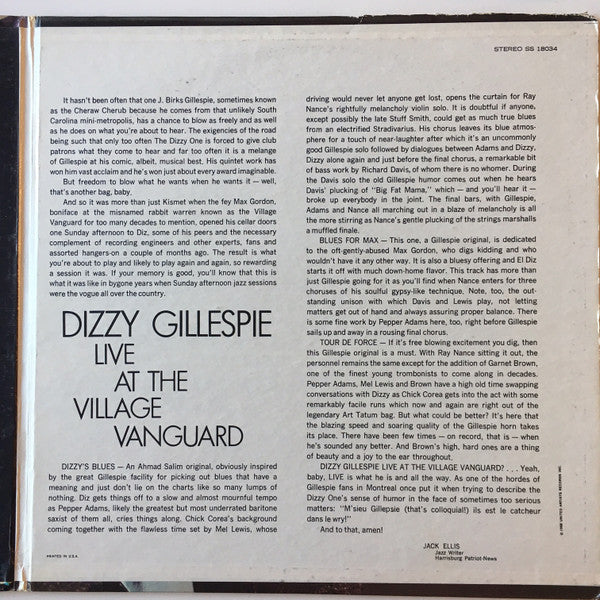 STEREO SS 18034
It hasn't been often that one J. Birks Gillespie, sometimes known
as the Cheraw Cherub because he comes from that unlikely South
Carolina mini-metropolis, has a chance to blow as freely and as well
as he does on what you're about to hear. The exigencies of the road
being such that only too often The Dizzy One is forced to give club
patrons what they come to hear and far too often it is a melange
of Gillespie at his comic, albeit, musical best. His quintet work has
won him vast acclaim and he's won just about every award imaginable.
But freedom to blow what he wants when he wants it — well,
that's another bag, baby.
And so it was more than just Kismet when the fey Max Gordon,
boniface at the misnamed rabbit warren known as the Village
Vanguard for too many decades to mention, opened his cellar doors
one Sunday afternoon to Diz, some of his peers and the necessary
complement of recording engineers and other experts, fans and
assorted hangers-on a couple of months ago. The result is what
you're about to play and likely to play again and again, so rewarding
a session it was. If your memory is good, you'll know that this is
what it was like in bygone years when Sunday afternoon jazz sessions
were the vogue all over the country.
DIZZY GILLESPIE
LIVE
AT THE
VILLAGE
VANGUARD
DIZZY'S BLUES — An Ahmad Salim original, obviously inspired by
the great Gillespie facility for picking out blues that have a
meaning and just don't lie on the charts like so many lumps of
nothing. Diz gets things off to a slow and almost mournful tempo
as Pepper Adams, likely the greatest but most underrated baritone
saxist of them all, cries things along. Chick Corea's background
coming together with the flawless time set by Mel Lewis, whose
PRINTED IN U.S.A.
driving would never let anyone get lost, opens the curtain for Ray
Nance's rightfully melancholy violin solo. It is doubtful if anyone,
except possibly the late Stuff Smith, could get as much true blues
from an electrified Stradivarius. His chorus leaves its blue atmos-
phere for a touch of near-laughter after which it's an uncommonly
good Gillespie solo followed by dialogues between Adams and Dizzy,
Dizzy alone again and just before the final chorus, a remarkable bit
of bass work by Richard Davis, of whom there is no whomer. During
the Davis solo the old Gillespie humor comes out when he hears
Davis' plucking of "Big Fat Mama," which — and you'll hear it —
broke up everybody in the joint. The final bars, with Gillespie,
Adams and Nance all marching out in a blaze of melancholy is all
the more stirring as Nance's gentle plucking of the strings marshalls
a muffled finale.
BLUES FOR MAX — This one, a Gillespie original, is dedicated
to the oft-gently-abused Max Gordon, who digs kidding and who
wouldn't have it any other way. It is also a bluesy offering and El Diz
starts it off with much down-home flavor. This track has more than
just Gillespie going for it as you'll find when Nance enters for three
choruses of his soulful gypsy-like technique. Note, too, the out-
standing unison with which Davis and Lewis play, not letting
matters get out of hand and always assuring proper balance. There
is some fine work by Pepper Adams here, too, right before Gillespie
sails up and away in a rousing final chorus.
TOUR DE FORCE — If it's free blowing excitement you dig, then
this Gillespie original is a must. With Ray Nance sitting it out, the
personnel remains the same except for the addition of Garnet Brown,
one of the finest young trombonists to come along in decades.
Pepper Adams, Mel Lewis and Brown have a high old time swapping
conversations with Dizzy as Chick Corea gets into the act with some
remarkably facile runs which now and again are right out of the
legendary Art Tatum bag. But what could be better? It's here that
the blazing speed and soaring quality of the Gillespie horn takes
its place. There have been few times — on record, that is — when
he's sounded any better. And Brown's high, hard ones are a thing
of beauty and a joy to the ear throughout.
DIZZY GILLESPIE LIVE AT THE VILLAGE VANGUARD? . . . Yeah,
baby, LIVE is what he is and all the way. As one of the hordes of
Gillespie fans in Montreal once put it when trying to describe the
Dizzy One's sense of humor in the face of sometimes too serious
matters: "M'sieu Gillepsie (that's colloquial!) ils est le catcheur
dans le wry!"
And to that, amen!
JACK ELLIS
Jazz Writer
Harrisburg Patriot-News